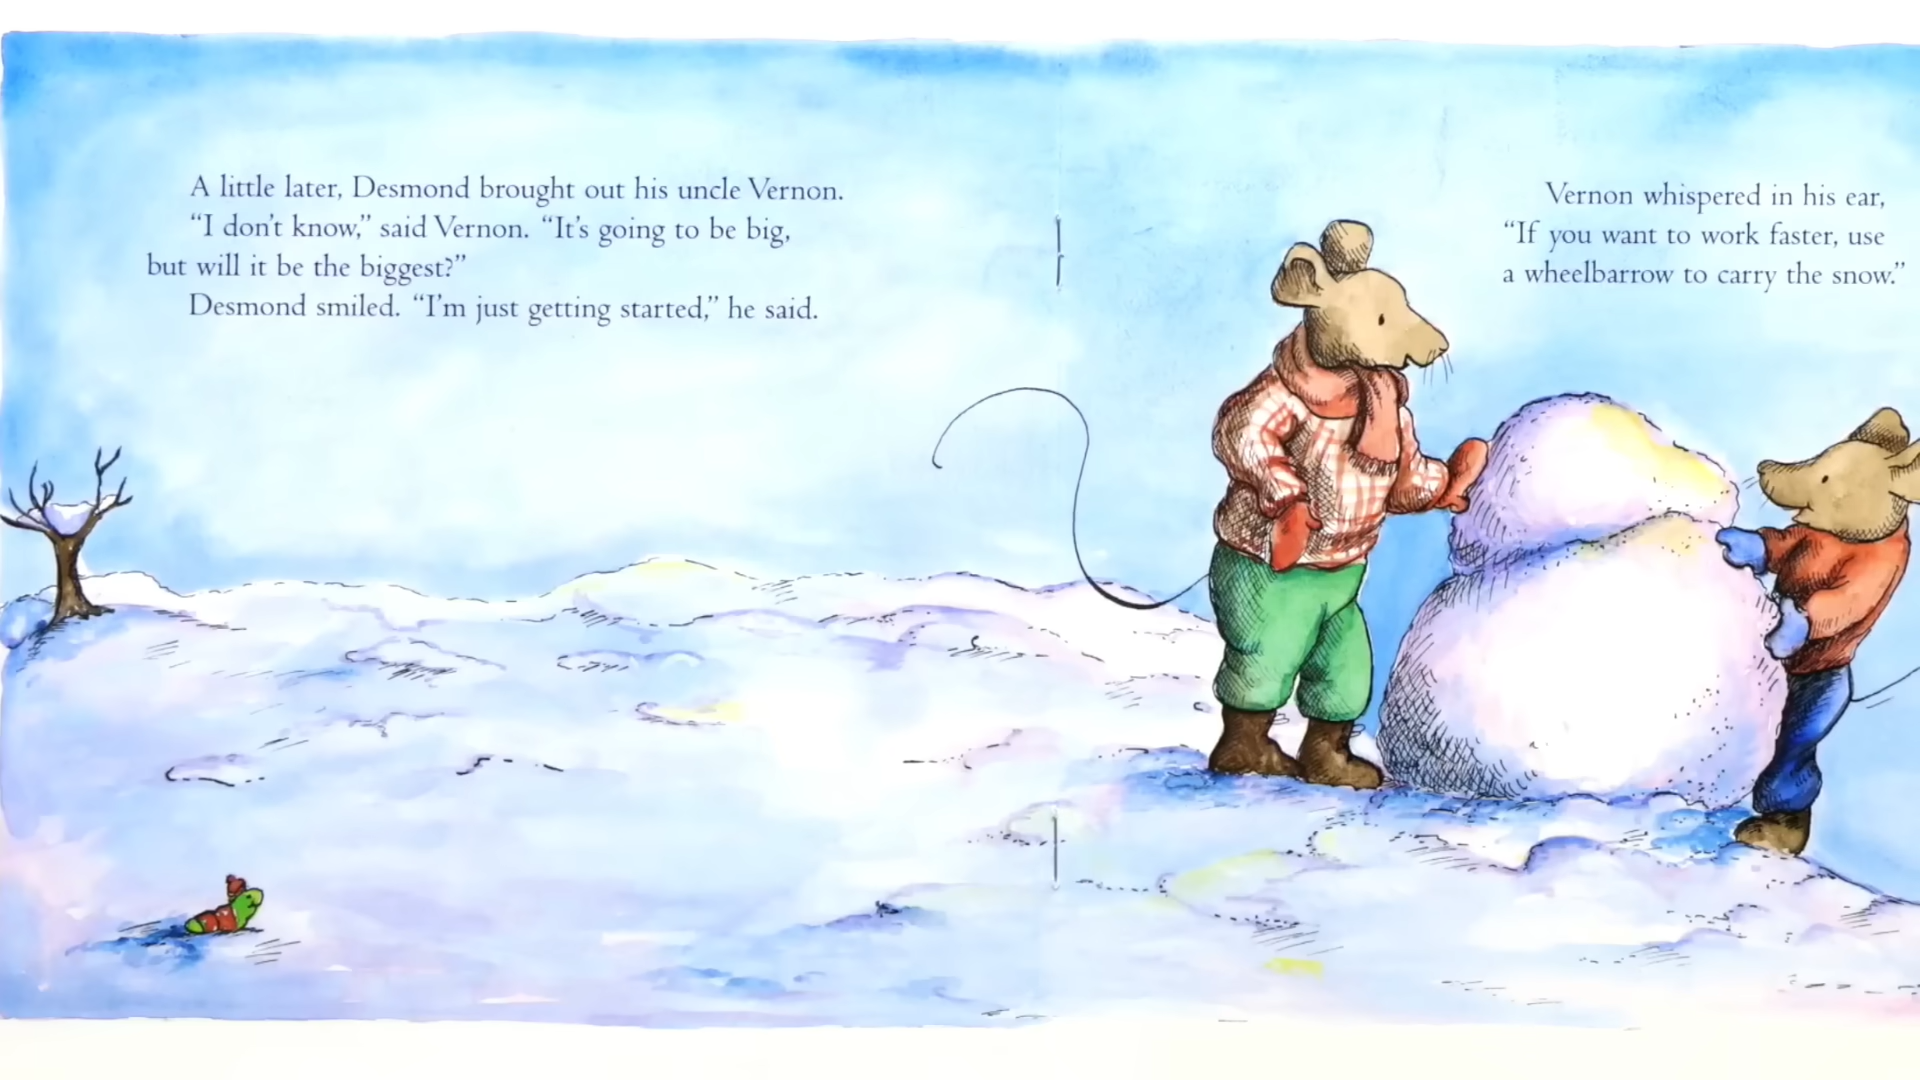 A little later, Desmond brought out his uncle Vernon.
“I don’t know,” said Vernon. “It’s going to be big,
but will it be the biggest?”
Desmond smiled. “I’m just getting started,” he said.
Vernon whispered in his ear,
“If you want to work faster, use
a wheelbarrow to carry the snow.”